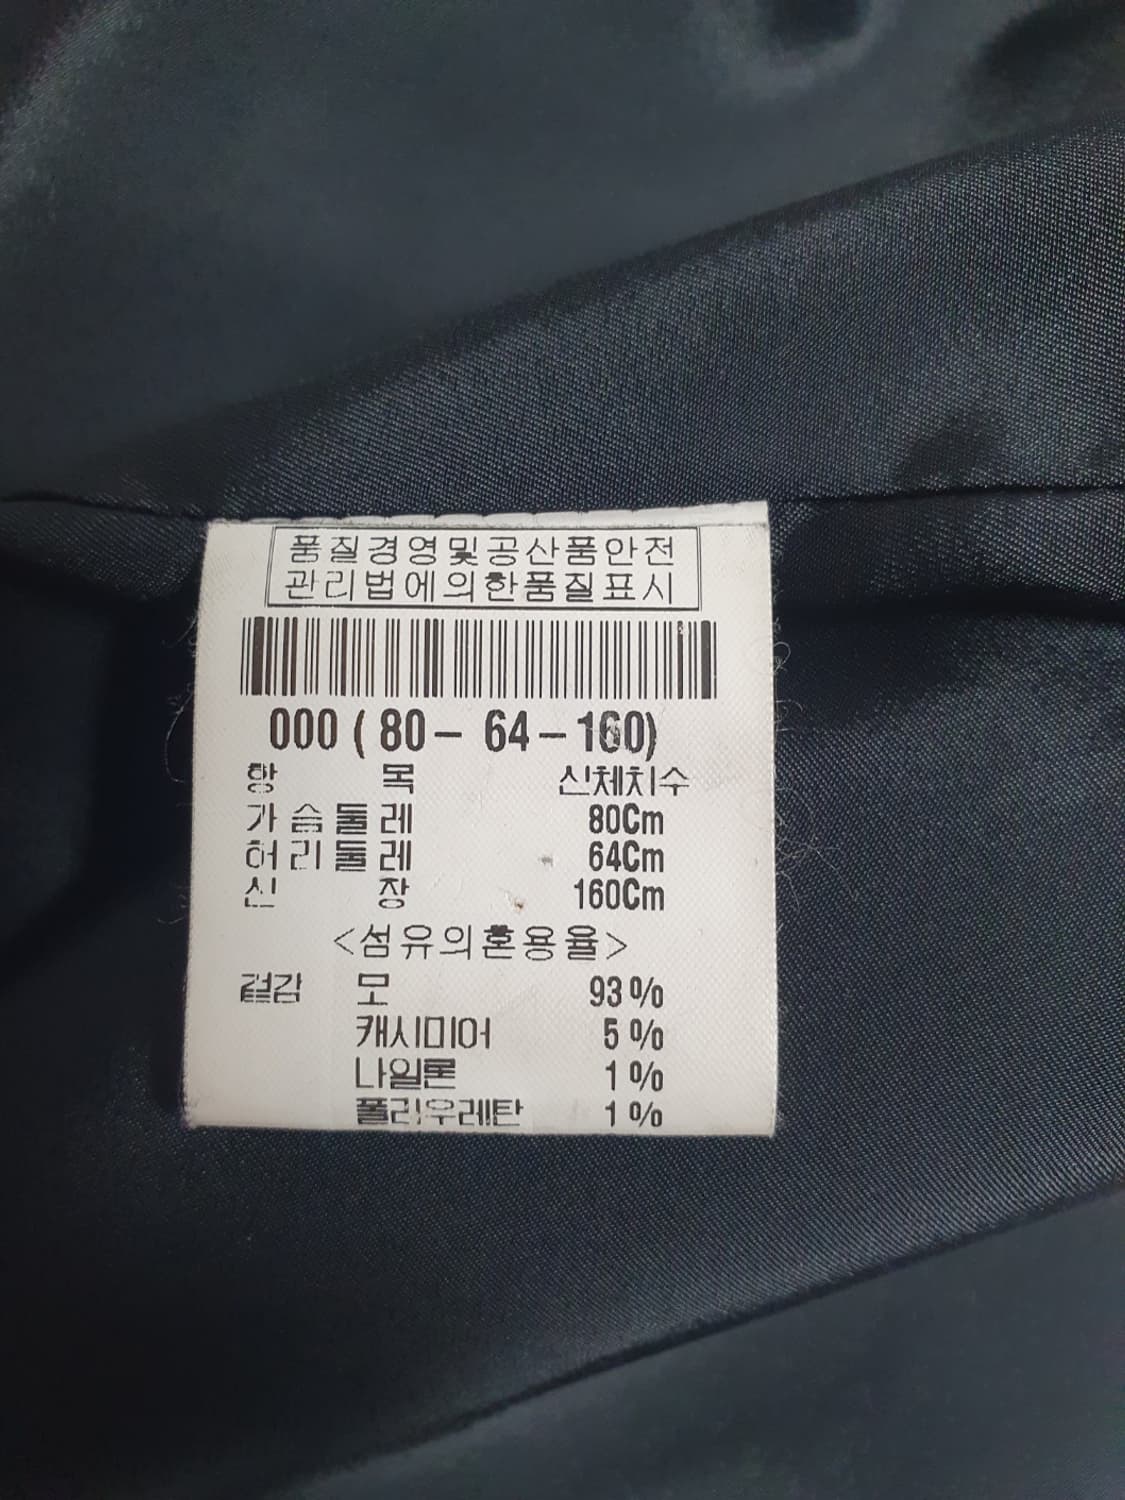 품질경영및공산품안전
관리법에의한품질표시
000 ( 80 - 64 - 160)
항 목 신체치수
가슴둘레 80Cm
허리둘레 64Cm
신 장 160Cm
<섬유의혼용율>
겉감 모 93 %
캐시미어 5 %
나일론 1 %
폴리우레탄 1 %